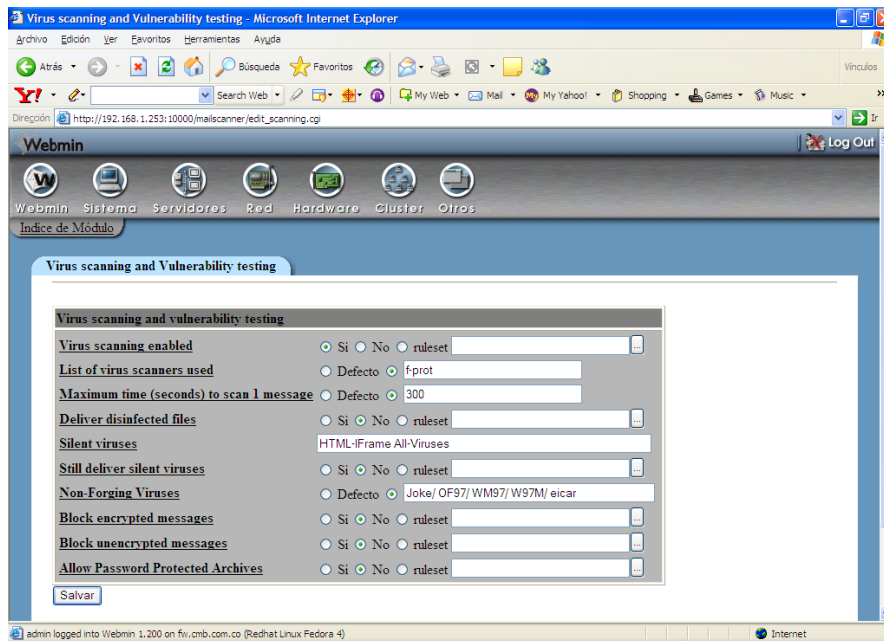 Virus scanning and Vulnerability testing - Microsoft Internet Explorer
Archivo Edición Ver Favoritos Herramientas Ayuda
Atrás Búsqueda Favoritos Vínculos
Y! Search Web My Web Mail My Yahoo! Shopping Games Music »
Dirección http://192.168.1.253:10000/mailscanner/edit_scanning.cgi Ir
Webmin Log Out
Webmin Sistema Servidores Red Hardware Cluster Otros
Indice de Módulo
Virus scanning and Vulnerability testing
Virus scanning and vulnerability testing
Virus scanning enabled Si No ruleset ...
List of virus scanners used Defecto f-prot
Maximum time (seconds) to scan 1 message Defecto 300
Deliver disinfected files Si No ruleset ...
Silent viruses HTML-IFrame All-Viruses
Still deliver silent viruses Si No ruleset ...
Non-Forging Viruses Defecto Joke/ OF97/ WM97/ W97M/ eicar
Block encrypted messages Si No ruleset ...
Block unencrypted messages Si No ruleset ...
Allow Password Protected Archives Si No ruleset ...
Salvar
admin logged into Webmin 1.200 on fw.cmb.com.co (Redhat Linux Fedora 4) Internet